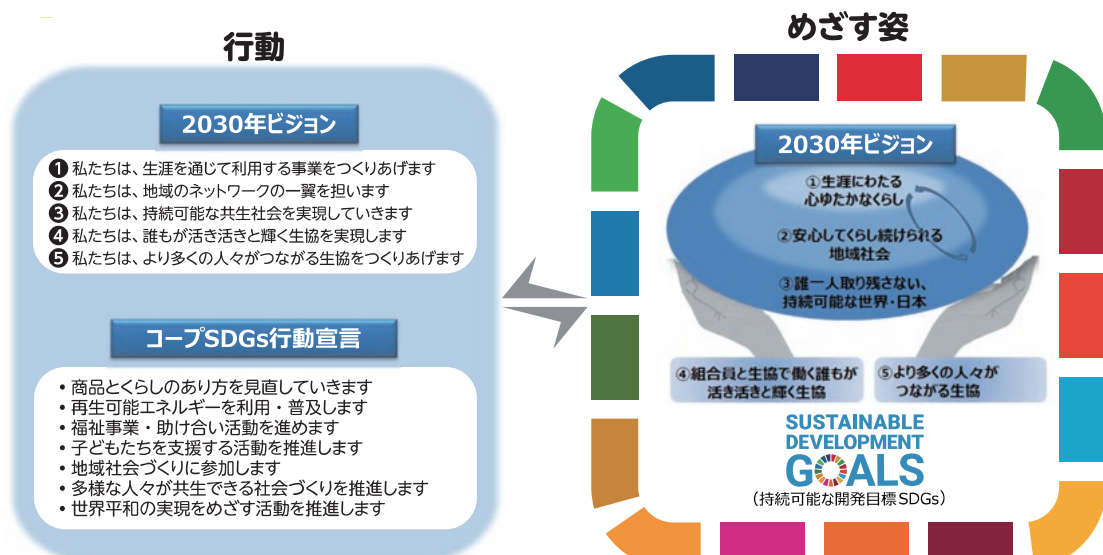 行動
2030年ビジョン
❶私たちは、生涯を通じて利用する事業をつくりあげます
❷私たちは、地域のネットワークの一翼を担います
❸私たちは、持続可能な共生社会を実現していきます
❹私たちは、誰もが活き活きと輝く生協を実現します
❺私たちは、より多くの人々がつながる生協をつくりあげます
コープSDGs行動宣言
• 商品とくらしのあり方を見直していきます
• 再生可能エネルギーを利用・普及します
• 福祉事業・助け合い活動を進めます
• 子どもたちを支援する活動を推進します
• 地域社会づくりに参加します
• 多様な人々が共生できる社会づくりを推進します
• 世界平和の実現をめざす活動を推進します
めざす姿
2030年ビジョン
①生涯にわたる
心ゆたかなくらし
②安心してくらし続けられる
地域社会
③誰一人取り残さない、
持続可能な世界・日本
④組合員と生協で働く誰もが
活き活きと輝く生協
⑤より多くの人々が
つながる生協
SUSTAINABLE
DEVELOPMENT
GOALS
(持続可能な開発目標SDGs)